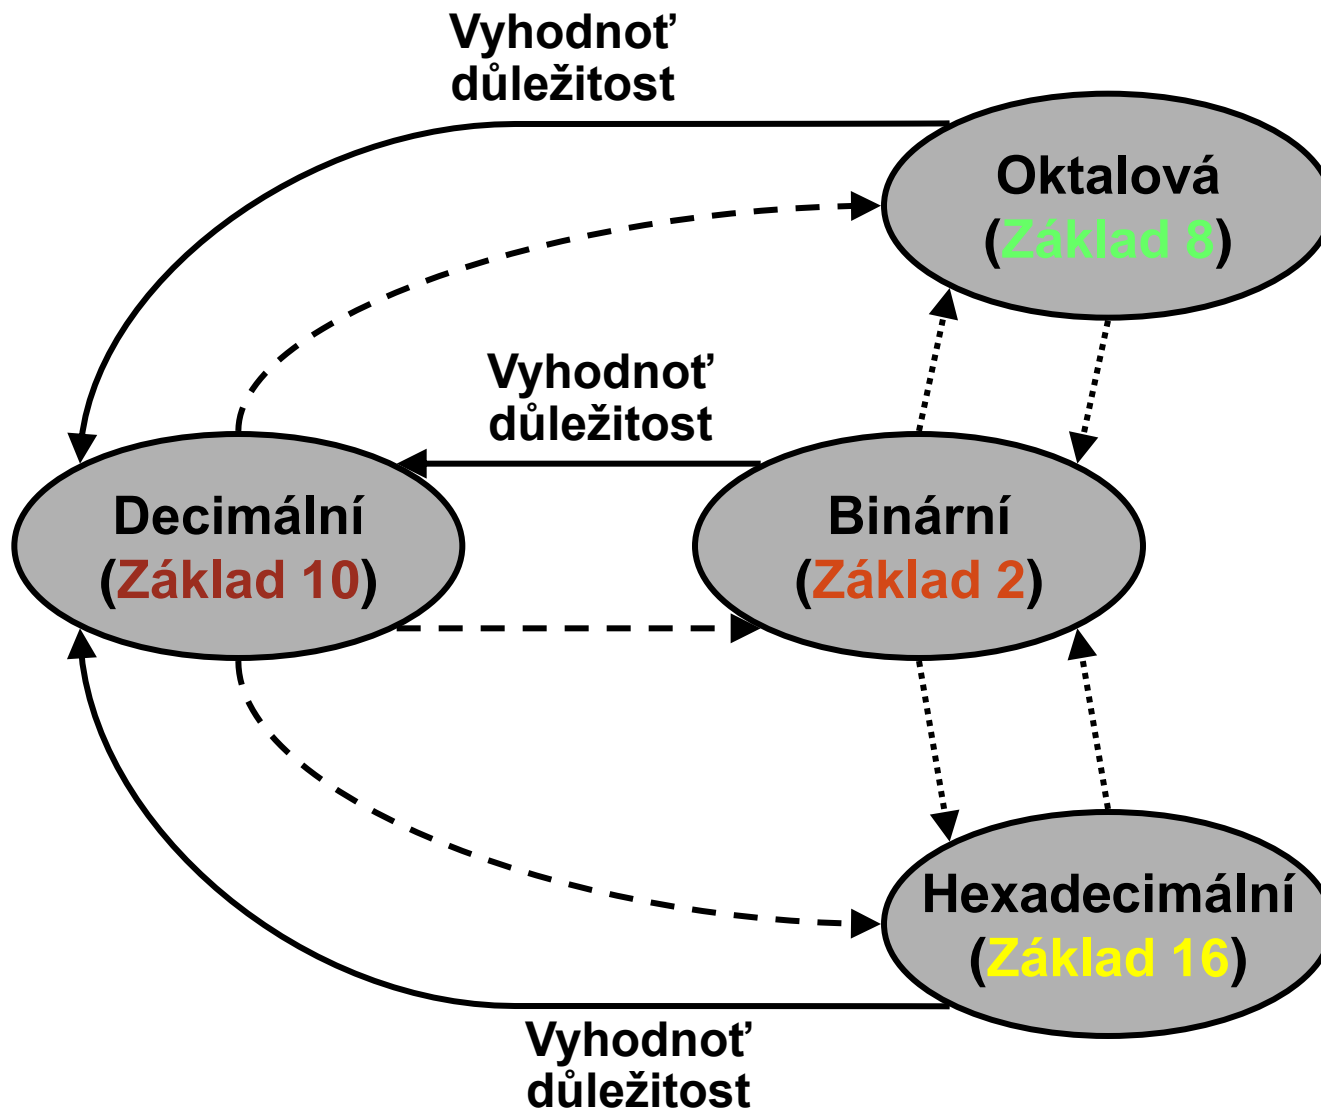 Vyhodnoť
důležitost
Oktalová
(Základ 8)
Vyhodnoť
důležitost
Decimální
(Základ 10)
Binární
(Základ 2)
Hexadecimální
(Základ 16)
Vyhodnoť
důležitost